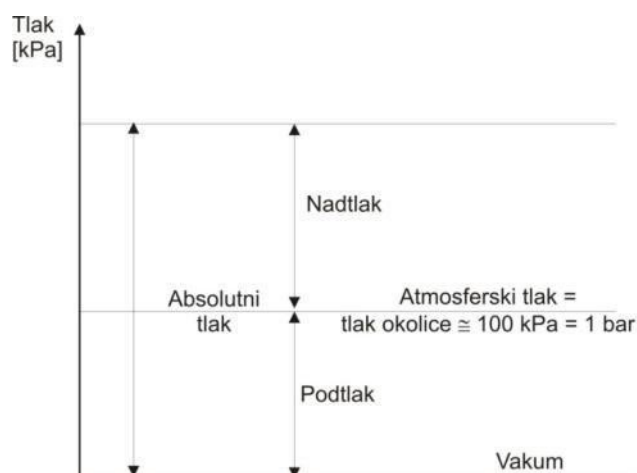 Tlak
[kPa]
Nadtlak
Absolutni
tlak
Atmosferski tlak =
tlak okolice ≅ 100 kPa = 1 bar
Podtlak
Vakum